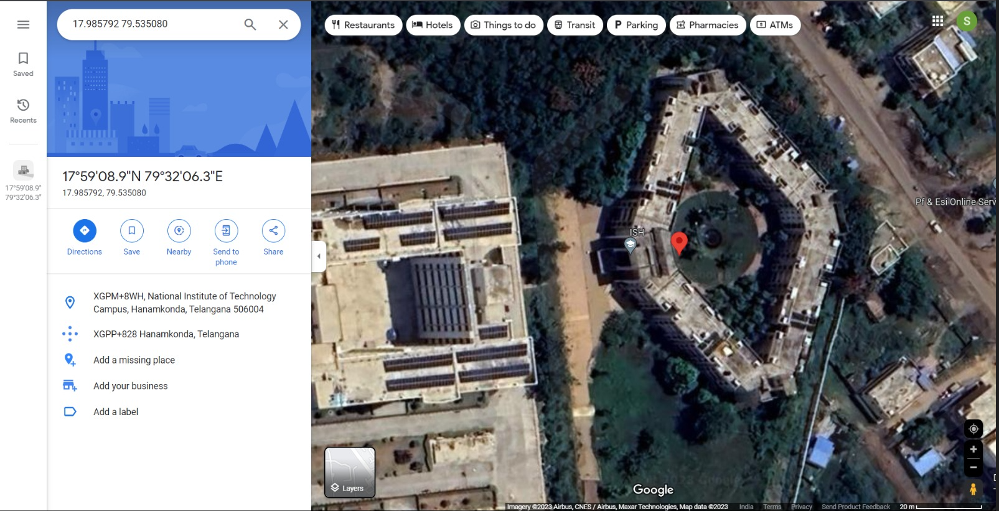 17.985792 79.535080
Saved
Recents
17°59'08.9"
79°32'06.3"
17°59'08.9"N 79°32'06.3"E
17.985792, 79.535080
Directions
Save
Nearby
Send to
phone
Share
XGPM+8WH, National Institute of Technology
Campus, Hanamkonda, Telangana 506004
XGPP+828 Hanamkonda, Telangana
Add a missing place
Add your business
Add a label
Restaurants
Hotels
Things to do
Transit
P Parking
Pharmacies
ATMs
S
Pf & Esi Online Serv
ISH
Layers
Google
Imagery ©2023 Airbus, CNES / Airbus, Maxar Technologies, Map data ©2023 India Terms Privacy Send Product Feedback 20 m